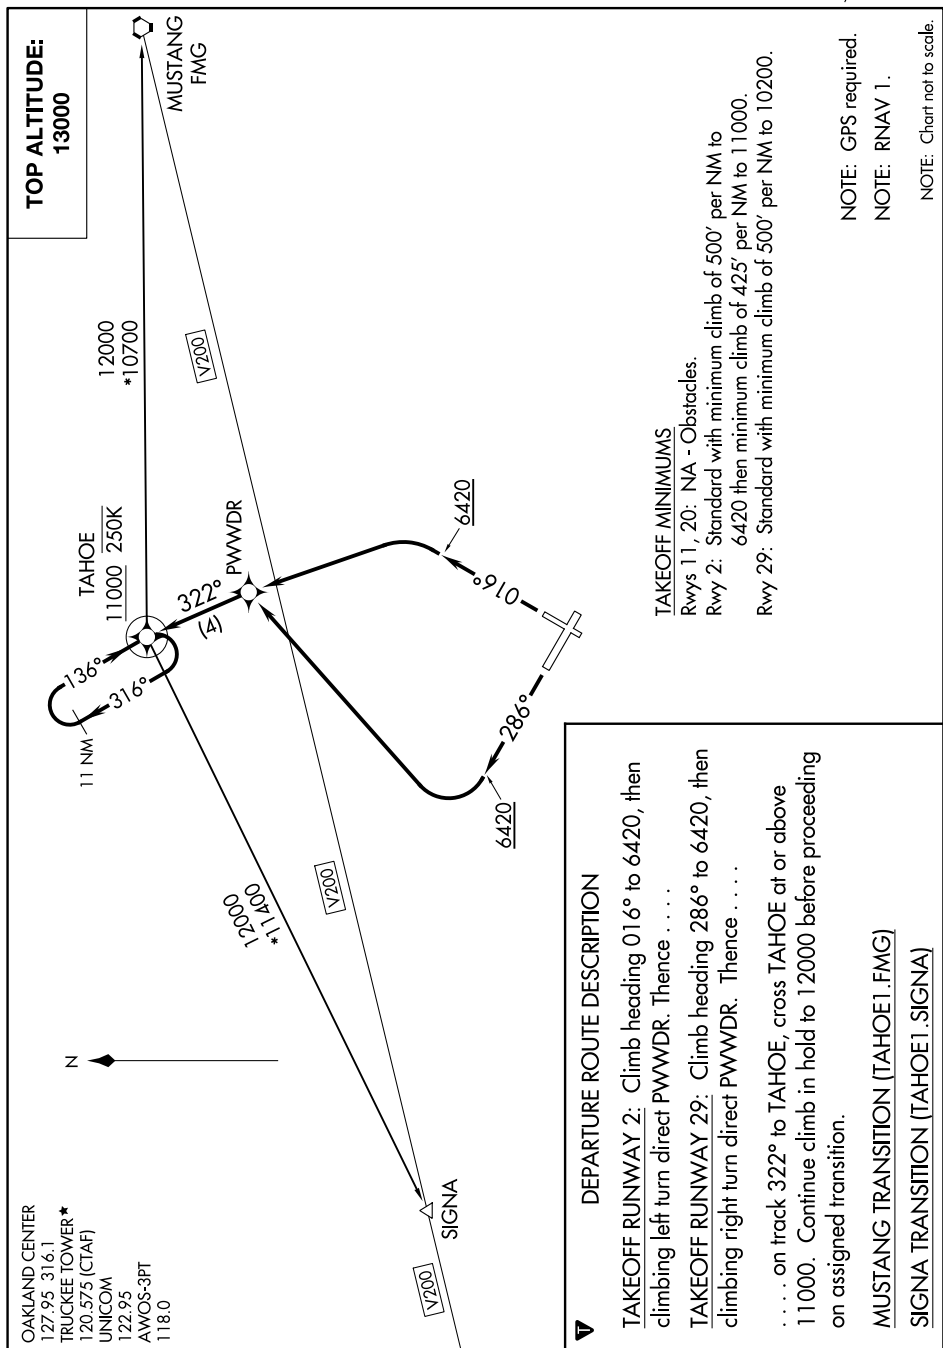 OAKLAND CENTER
127.95 316.1
TRUCKEE TOWER★
120.575 (CTAF)
UNICOM
122.95
AWOS-3PT
118.0
N
TOP ALTITUDE:
13000
MUSTANG
FMG
12000
*10700
V200
TAHOE
11000 250K
136°
316°
11 NM
322°
(4)
PWWDR
12000
*11400
V200
SIGNA
V200
6420
016°
6420
286°
TAKEOFF MINIMUMS
Rwys 11, 20: NA - Obstacles.
Rwy 2: Standard with minimum climb of 500' per NM to
6420 then minimum climb of 425' per NM to 11000.
Rwy 29: Standard with minimum climb of 500' per NM to 10200.
NOTE: GPS required.
NOTE: RNAV 1.
NOTE: Chart not to scale.
T
DEPARTURE ROUTE DESCRIPTION
TAKEOFF RUNWAY 2: Climb heading 016° to 6420, then
climbing left turn direct PWWDR. Thence . . . .
TAKEOFF RUNWAY 29: Climb heading 286° to 6420, then
climbing right turn direct PWWDR. Thence . . . .
. . . . on track 322° to TAHOE, cross TAHOE at or above
11000. Continue climb in hold to 12000 before proceeding
on assigned transition.
MUSTANG TRANSITION (TAHOE1.FMG)
SIGNA TRANSITION (TAHOE1.SIGNA)